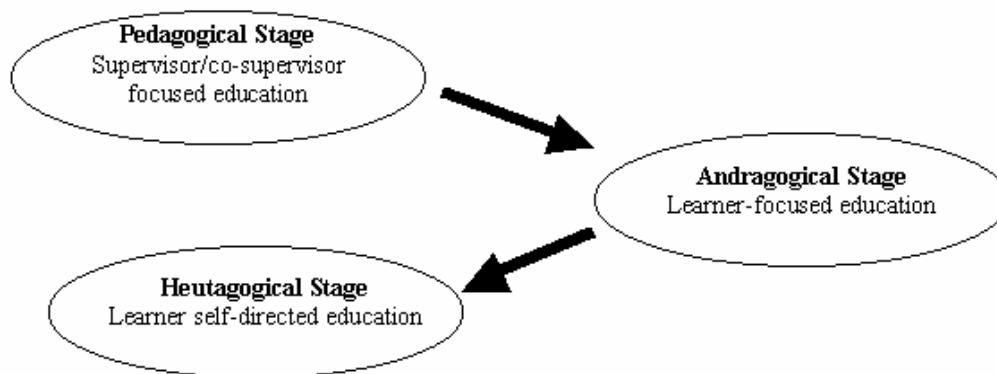 Pedagogical Stage
Supervisor/co-supervisor
focused education
Andragogical Stage
Learner-focused education
Heutagogical Stage
Learner self-directed education